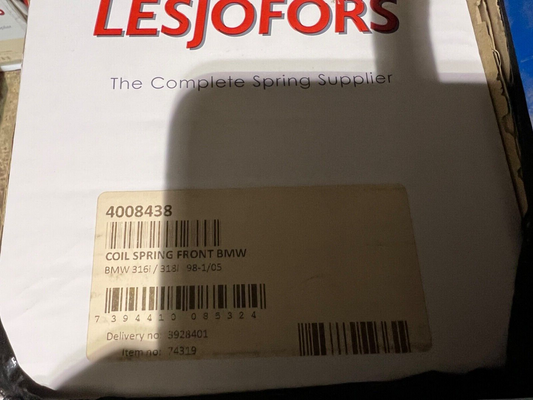 LESJOFORS
The Complete Spring Supplier
4008438
COIL SPRING FRONT BMW
BMW 316i / 318i 98-1/05
7 394410 085324
Delivery no: 3928401
Item no: 74319